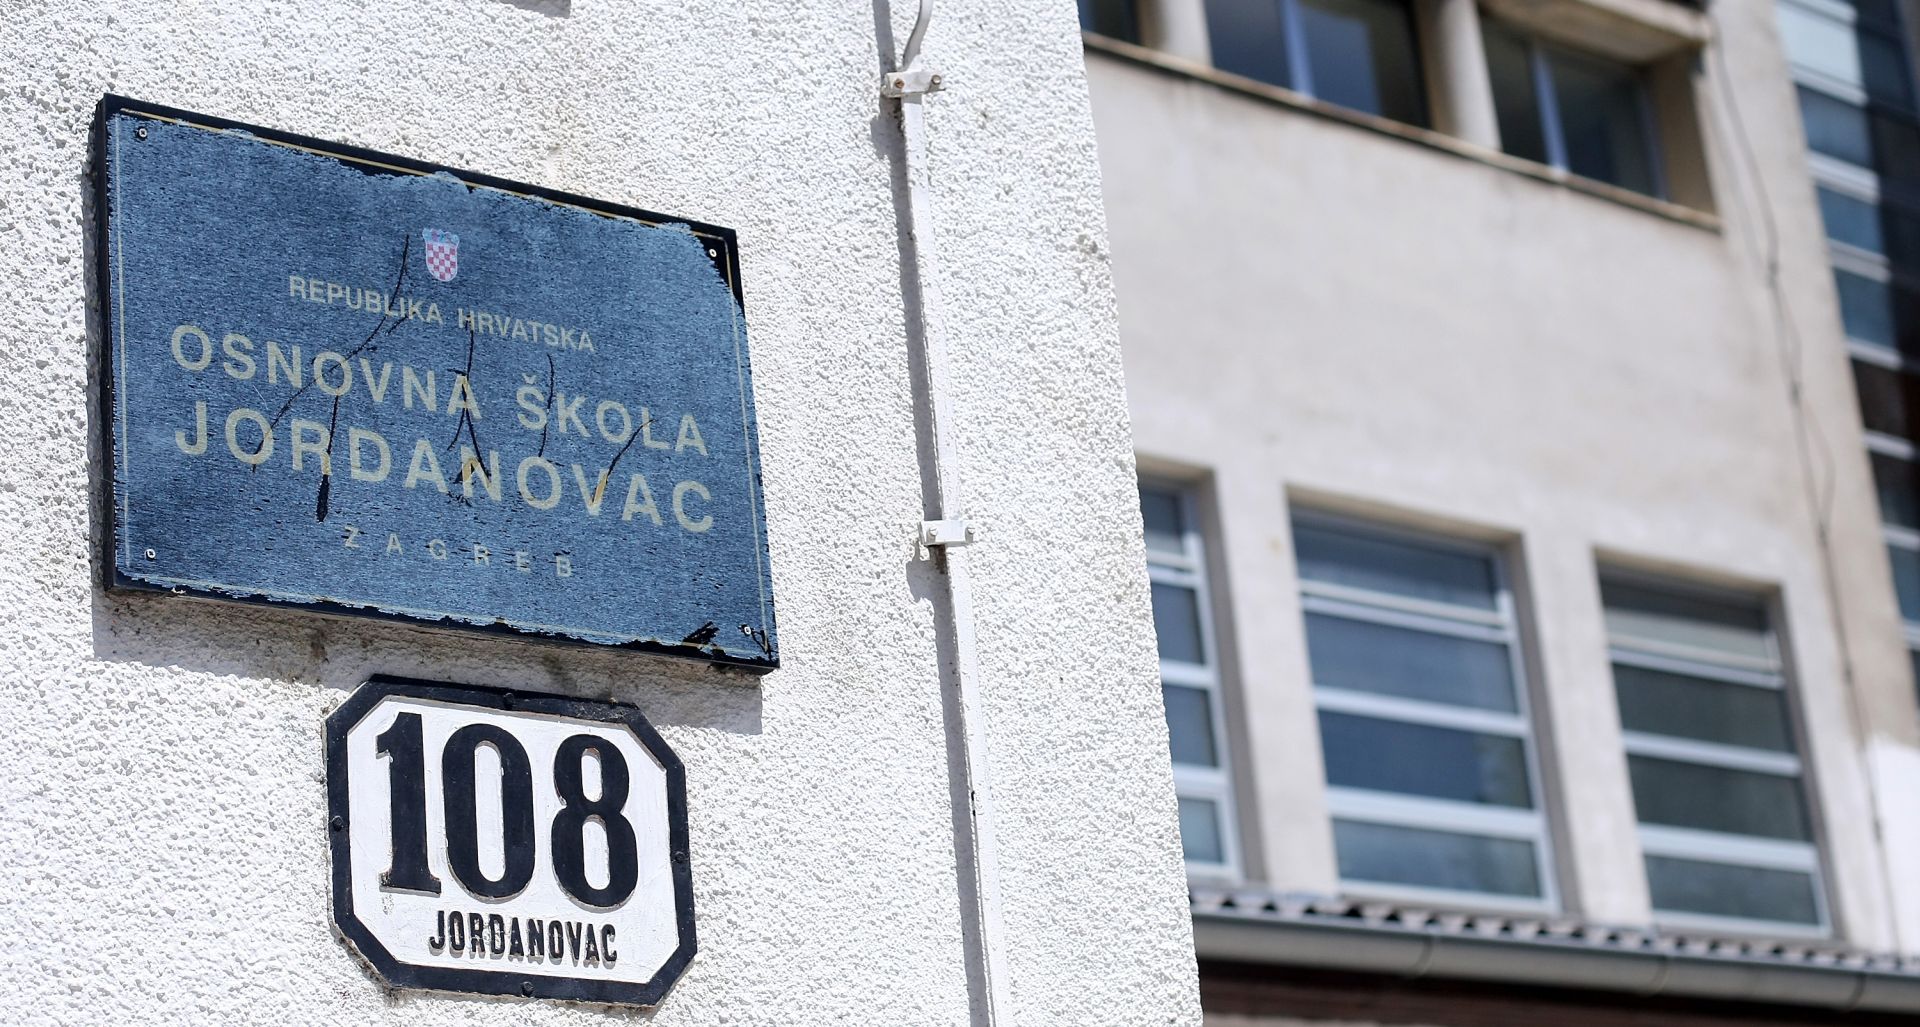 REPUBLIKA HRVATSKA
OSNOVNA ŠKOLA
JORDANOVAC
ZAGREB
108
JORDANOVAC